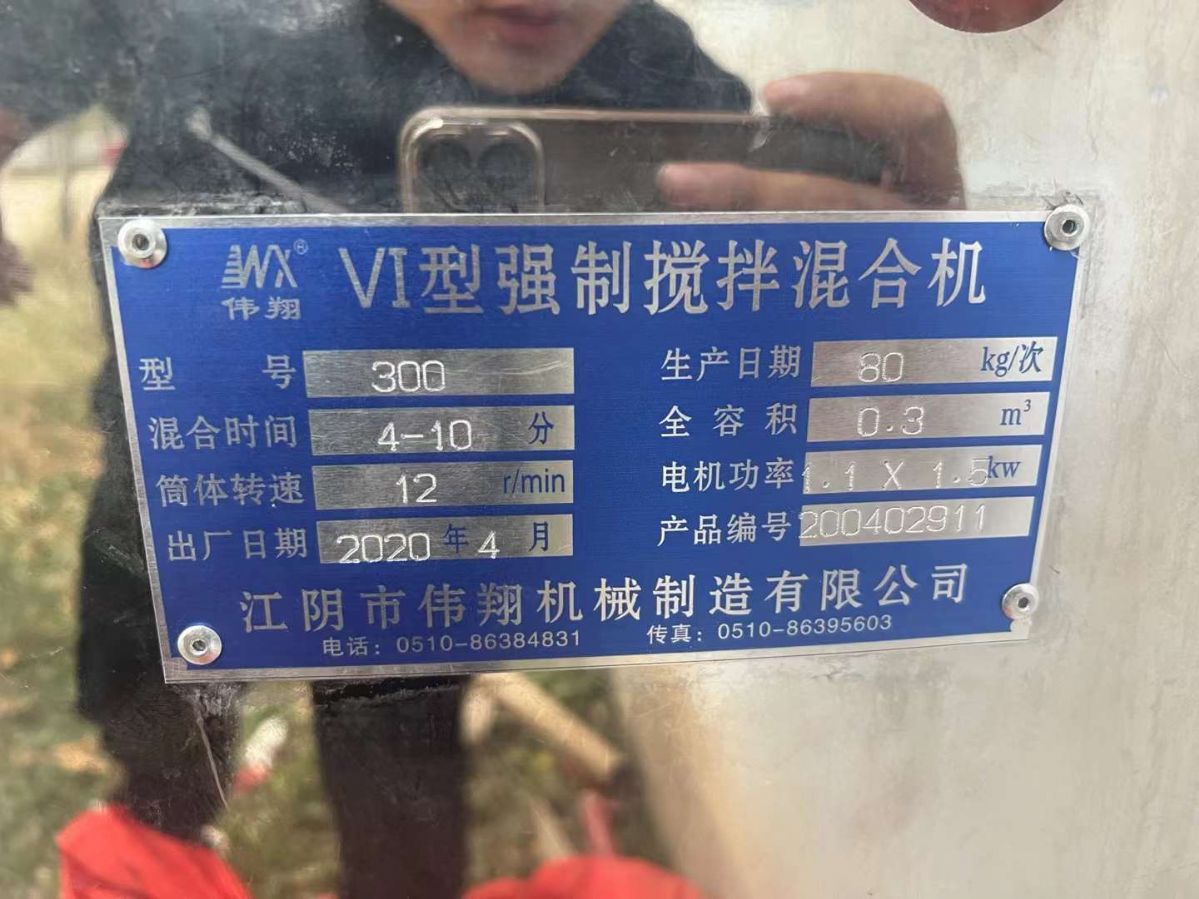 WX® VI型强制搅拌混合机
伟翔
型 号 300 生产日期 80 kg/次
混合时间 4-10 分 全容积 0.3 m³
筒体转速 12 r/min 电机功率 1.1 X 1.5 kw
出厂日期 2020 年 4 月 产品编号 200402911
江阴市伟翔机械制造有限公司
电话：0510-86384831 传真：0510-86395603